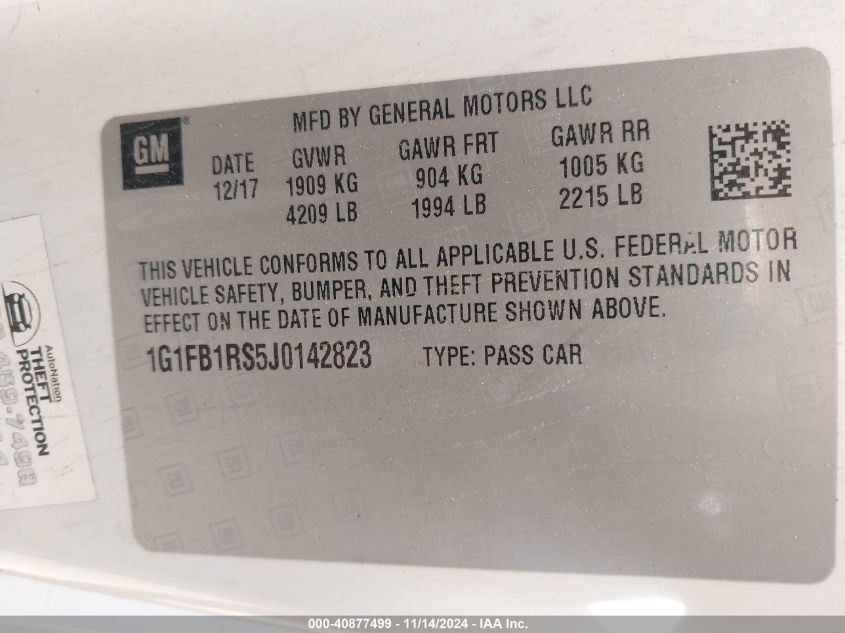 MFD BY GENERAL MOTORS LLC
GM®
DATE GVWR GAWR FRT GAWR RR
12/17 1909 KG 904 KG 1005 KG
4209 LB 1994 LB 2215 LB
THIS VEHICLE CONFORMS TO ALL APPLICABLE U.S. FEDERAL MOTOR
VEHICLE SAFETY, BUMPER, AND THEFT PREVENTION STANDARDS IN
EFFECT ON THE DATE OF MANUFACTURE SHOWN ABOVE.
1G1FB1RS5J0142823 TYPE: PASS CAR
AutoNation
THEFT
PROTECTION
000-40877499 - 11/14/2024 - IAA Inc.